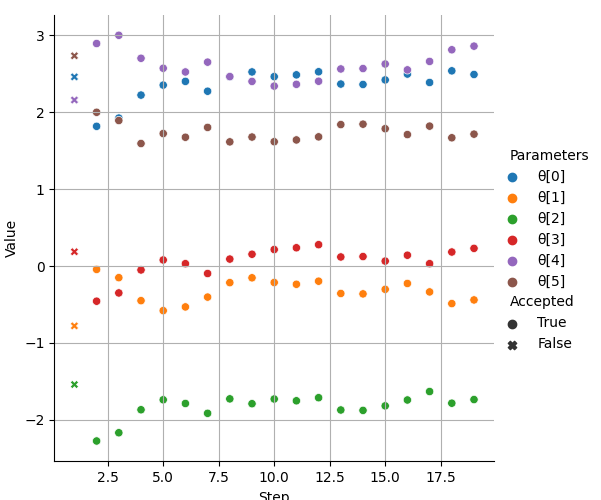 3
2
1
0
−1
−2
Value
2.5 5.0 7.5 10.0 12.5 15.0 17.5
Step
Parameters
θ[0]
θ[1]
θ[2]
θ[3]
θ[4]
θ[5]
Accepted
True
False